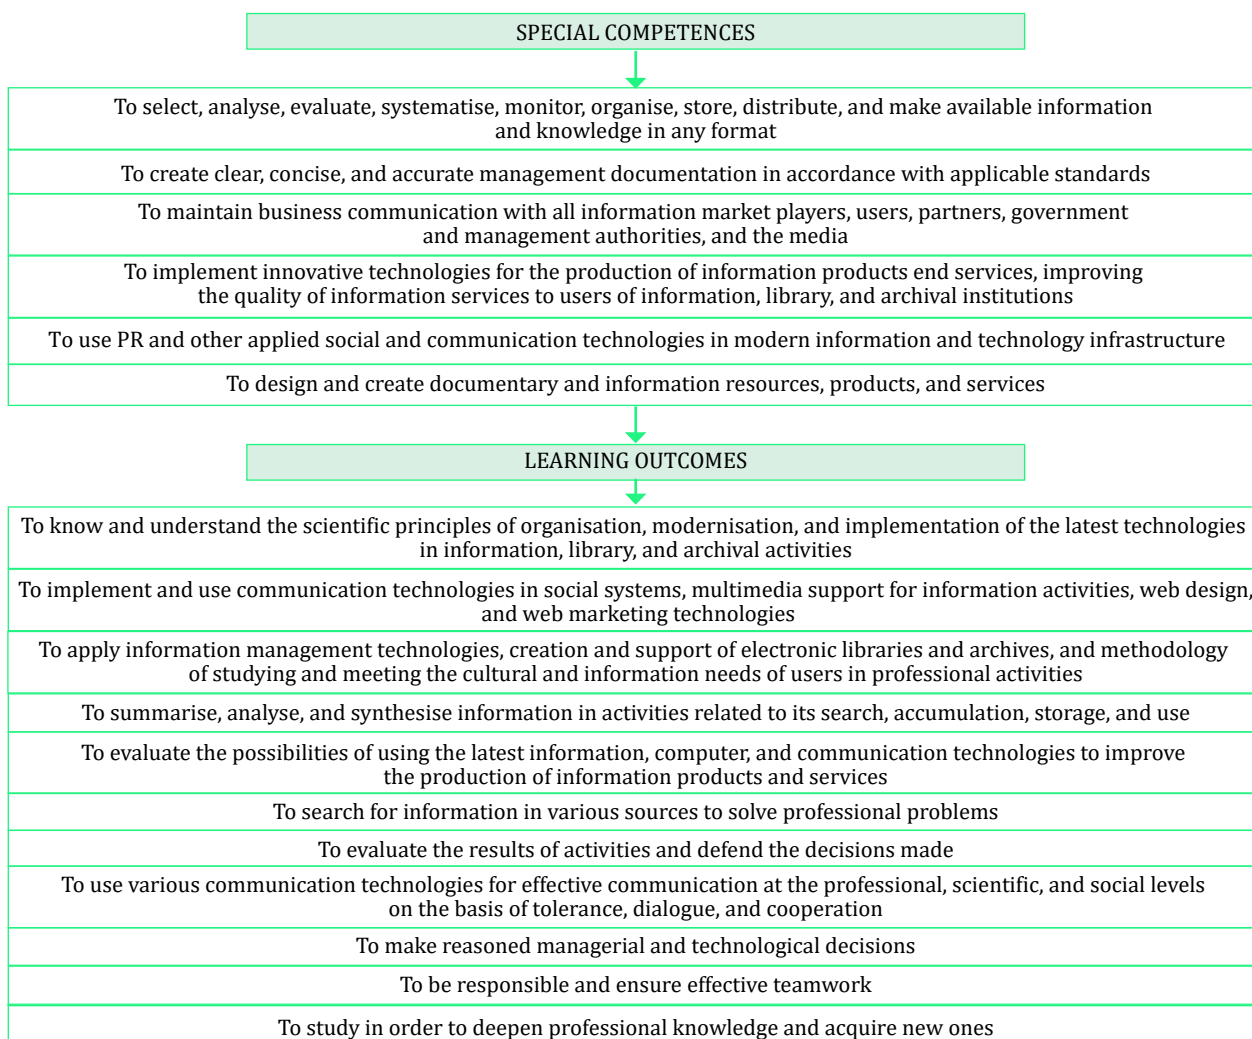 SPECIAL COMPETENCES
To select, analyse, evaluate, systematise, monitor, organise, store, distribute, and make available information
and knowledge in any format
To create clear, concise, and accurate management documentation in accordance with applicable standards
To maintain business communication with all information market players, users, partners, government
and management authorities, and the media
To implement innovative technologies for the production of information products end services, improving
the quality of information services to users of information, library, and archival institutions
To use PR and other applied social and communication technologies in modern information and technology infrastructure
To design and create documentary and information resources, products, and services
LEARNING OUTCOMES
To know and understand the scientific principles of organisation, modernisation, and implementation of the latest technologies
in information, library, and archival activities
To implement and use communication technologies in social systems, multimedia support for information activities, web design,
and web marketing technologies
To apply information management technologies, creation and support of electronic libraries and archives, and methodology
of studying and meeting the cultural and information needs of users in professional activities
To summarise, analyse, and synthesise information in activities related to its search, accumulation, storage, and use
To evaluate the possibilities of using the latest information, computer, and communication technologies to improve
the production of information products and services
To search for information in various sources to solve professional problems
To evaluate the results of activities and defend the decisions made
To use various communication technologies for effective communication at the professional, scientific, and social levels
on the basis of tolerance, dialogue, and cooperation
To make reasoned managerial and technological decisions
To be responsible and ensure effective teamwork
To study in order to deepen professional knowledge and acquire new ones